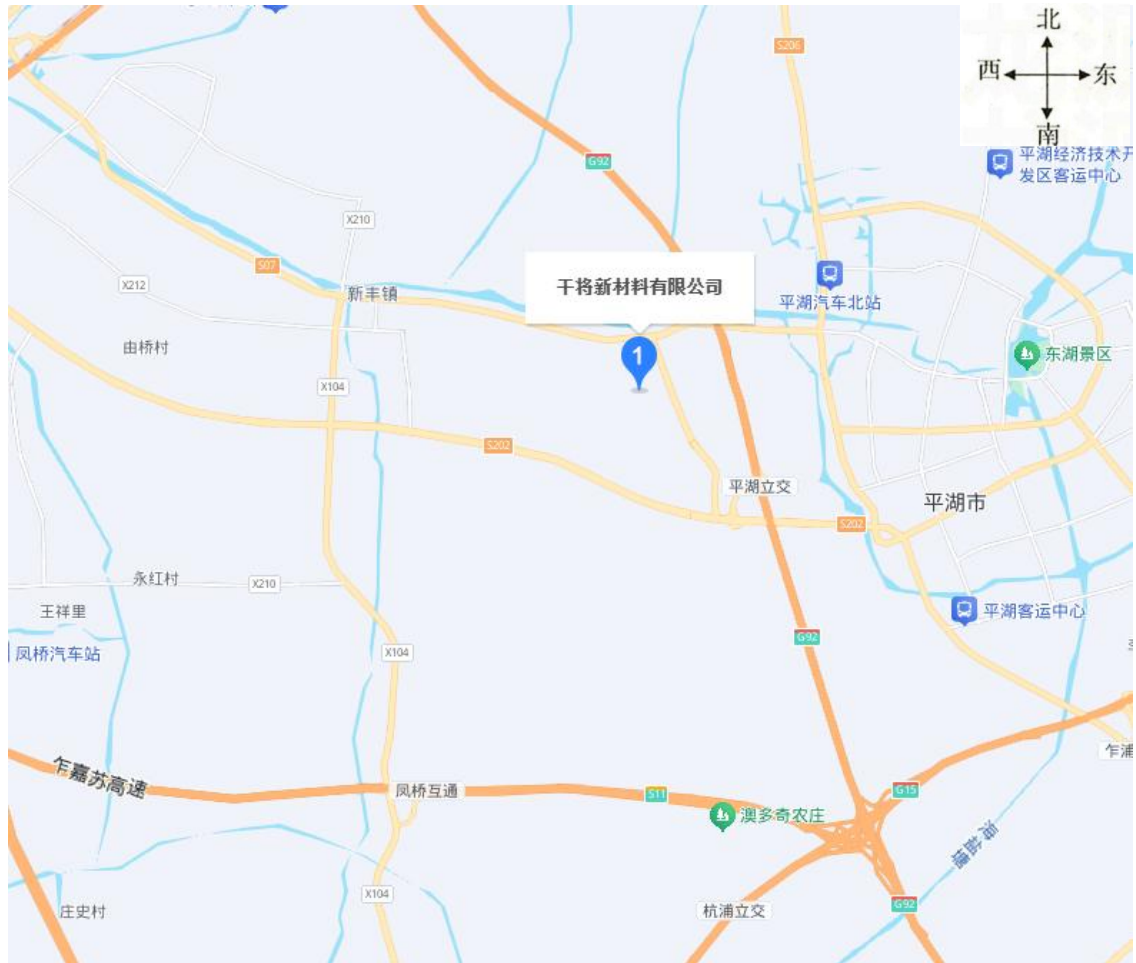 北
西
东
南
S206
平湖经济技术开
发区客运中心
G92
X210
S07
干将新材料有限公司
平湖汽车北站
X212
新丰镇
由桥村
1
东湖景区
X104
S202
平湖立交
平湖市
S202
永红村
X210
王祥里
平湖客运中心
G92
凤桥汽车站
X104
乍浦
乍嘉苏高速
凤桥互通
S11
G15
澳多奇农庄
海盐塘
X104
庄史村
杭浦立交
G92